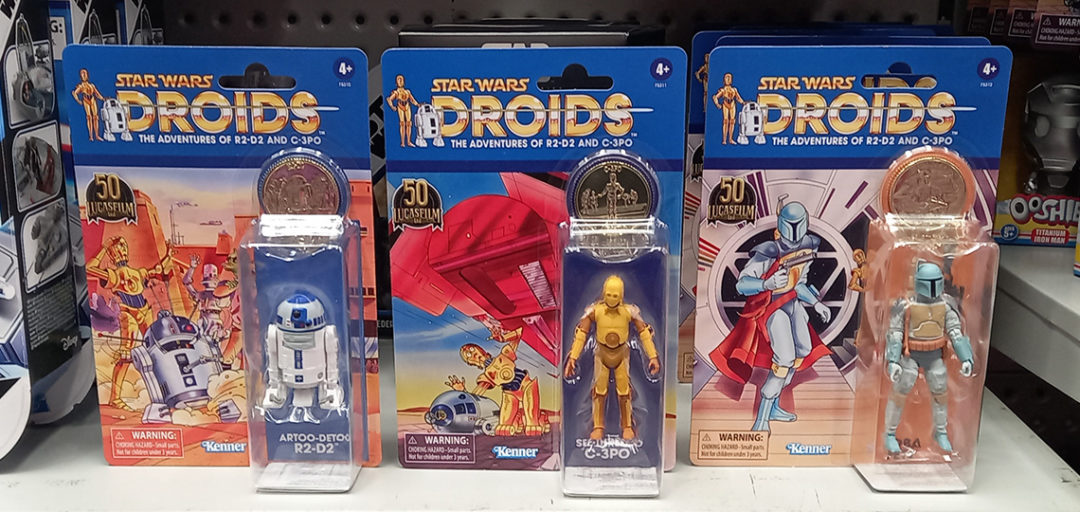 STAR WARS
DROIDS
THE ADVENTURES OF R2-D2 AND C-3PO
4+
50
LUCASFILM
WARNING:
CHOKING HAZARD - Small parts.
Not for children under 3 years.
Kenner
ARTOO-DETOO
R2-D2
STAR WARS
DROIDS
THE ADVENTURES OF R2-D2 AND C-3PO
4+
50
LUCASFILM
WARNING:
CHOKING HAZARD - Small parts.
Not for children under 3 years.
Kenner
C-3PO
STAR WARS
DROIDS
THE ADVENTURES OF R2-D2 AND C-3PO
4+
50
LUCASFILM
WARNING:
CHOKING HAZARD - Small parts.
Not for children under 3 years.
Kenner
Disney
WARNING
OOSHIE
5+
TITANIUM
IRON MAN